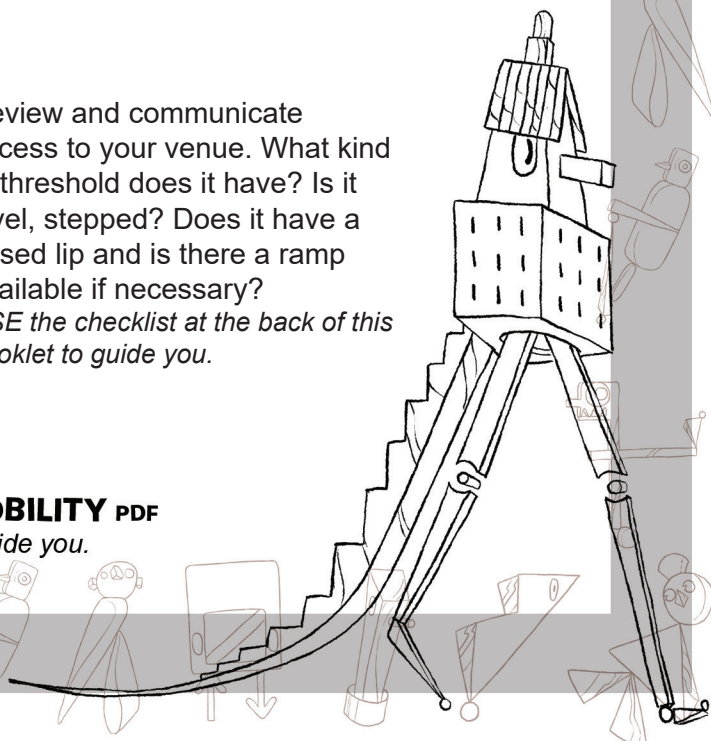 eview and communicate
cess to your venue. What kind
threshold does it have? Is it
vel, stepped? Does it have a
sed lip and is there a ramp
ailable if necessary?
SE the checklist at the back of this
oklet to guide you.
OBILITY PDF
ide you.